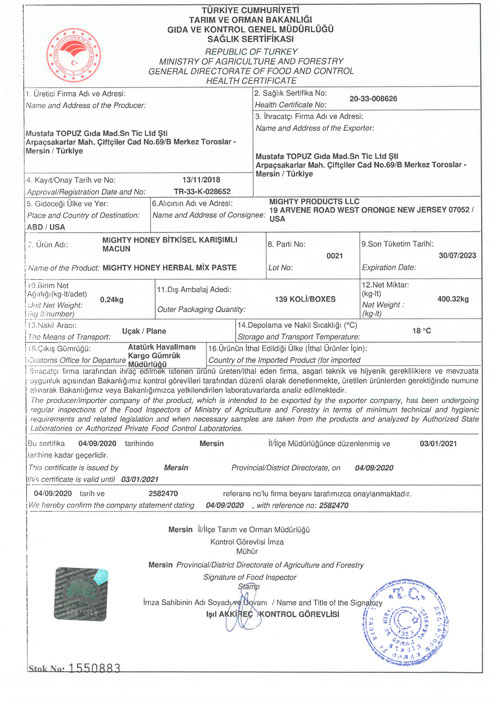 TÜRKİYE CUMHURİYETİ
TARIM VE ORMAN BAKANLIĞI
GIDA VE KONTROL GENEL MÜDÜRLÜĞÜ
SAĞLIK SERTİFİKASI
REPUBLIC OF TURKEY
MINISTRY OF AGRICULTURE AND FORESTRY
GENERAL DIRECTORATE OF FOOD AND CONTROL
HEALTH CERTIFICATE
1. Üretici Firma Adı ve Adresi:
Name and Address of the Producer:
Mustafa TOPUZ Gıda Mad.Sn Tic Ltd Şti
Arpaçsakarlar Mah. Çiftçiler Cad No.69/B Merkez Toroslar -
Mersin / Türkiye
2. Sağlık Sertifika No:
Health Certificate No:
20-33-008626
3. İhracatçı Firma Adı ve Adresi:
Name and Address of the Exporter:
Mustafa TOPUZ Gıda Mad.Sn Tic Ltd Şti
Arpaçsakarlar Mah. Çiftçiler Cad No.69/B Merkez Toroslar -
Mersin / Türkiye
4. Kayıt/Onay Tarih ve No: 13/11/2018
Approval/Registration Date and No: TR-33-K-028652
5. Gideceği Ülke ve Yer:
Place and Country of Destination:
ABD / USA
6.Alıcının Adı ve Adresi:
Name and Address of Consignee:
MIGHTY PRODUCTS LLC
19 ARVENE ROAD WEST ORONGE NEW JERSEY 07052 /
USA
7. Ürün Adı: MIGHTY HONEY BİTKİSEL KARIŞIMLI
MACUN
Name of the Product: MIGHTY HONEY HERBAL MIX PASTE
8. Parti No:
0021
Lot No:
9.Son Tüketim Tarihi:
30/07/2023
Expiration Date:
10.Birim Net
Ağırlığı(kg-lt/adet)
Unit Net Weight:
(kg.lt/number)
0.24kg
11.Dış Ambalaj Adedi:
139 KOLİ/BOXES
Outer Packaging Quantity:
12.Net Miktar:
(kg-lt)
400.32kg
Net Weight :
(kg.lt)
13.Nakil Aracı:
Uçak / Plane
The Means of Transport:
14.Depolama ve Nakil Sıcaklığı (°C)
18 °C
Storage and Transport Temperature:
15.Çıkış Gümrüğü:
Customs Office for Departure
Atatürk Havalimanı
Kargo Gümrük
Müdürlüğü
16.Ürünün İthal Edildiği Ülke (İthal Ürünler İçin):
Country of the Imported Product (for imported
İhracatçı firma tarafından ihraç edilmek istenen ürünü üreten/ithal eden firma, asgari teknik ve hijyenik gerekliliklere ve mevzuata
uygunluk açısından Bakanlığımız kontrol görevlileri tarafından düzenli olarak denetlenmekte, üretilen ürünlerden gerektiğinde numune
alınarak Bakanlığımız veya Bakanlığımızca yetkilendirilen laboratuvarlarda analiz edilmektedir.
The producer/importer company of the product, which is intended to be exported by the exporter company, has been undergoing
regular inspections of the Food Inspectors of Ministry of Agriculture and Forestry in terms of minimum technical and hygienic
requirements and related legislation and when necessary samples are taken from the products and analyzed by Authorized State
Laboratories or Authorized Private Food Control Laboratories.
Bu sertifika 04/09/2020 tarihinde Mersin İl/İlçe Müdürlüğünce düzenlenmiş ve 03/01/2021
tarihine kadar geçerlidir.
This certificate is issued by Mersin Provincial/District Directorate, on 04/09/2020
this certificate is valid until 03/01/2021
04/09/2020 tarih ve 2582470 referans no'lu firma beyanı tarafımızca onaylanmaktadır.
We hereby confirm the company statement dating 04/09/2020 , with reference no: 2582470
Mersin İl/İlçe Tarım ve Orman Müdürlüğü
Kontrol Görevlisi İmza
Mühür
Mersin Provincial/District Directorate of Agriculture and Forestry
Signature of Food Inspector
Stamp
İmza Sahibinin Adı Soyadı ve Ünvanı / Name and Title of the Signatory
Işıl AKKİREÇ KONTROL GÖREVLİSİ
T.C.
Stok No: 1550883